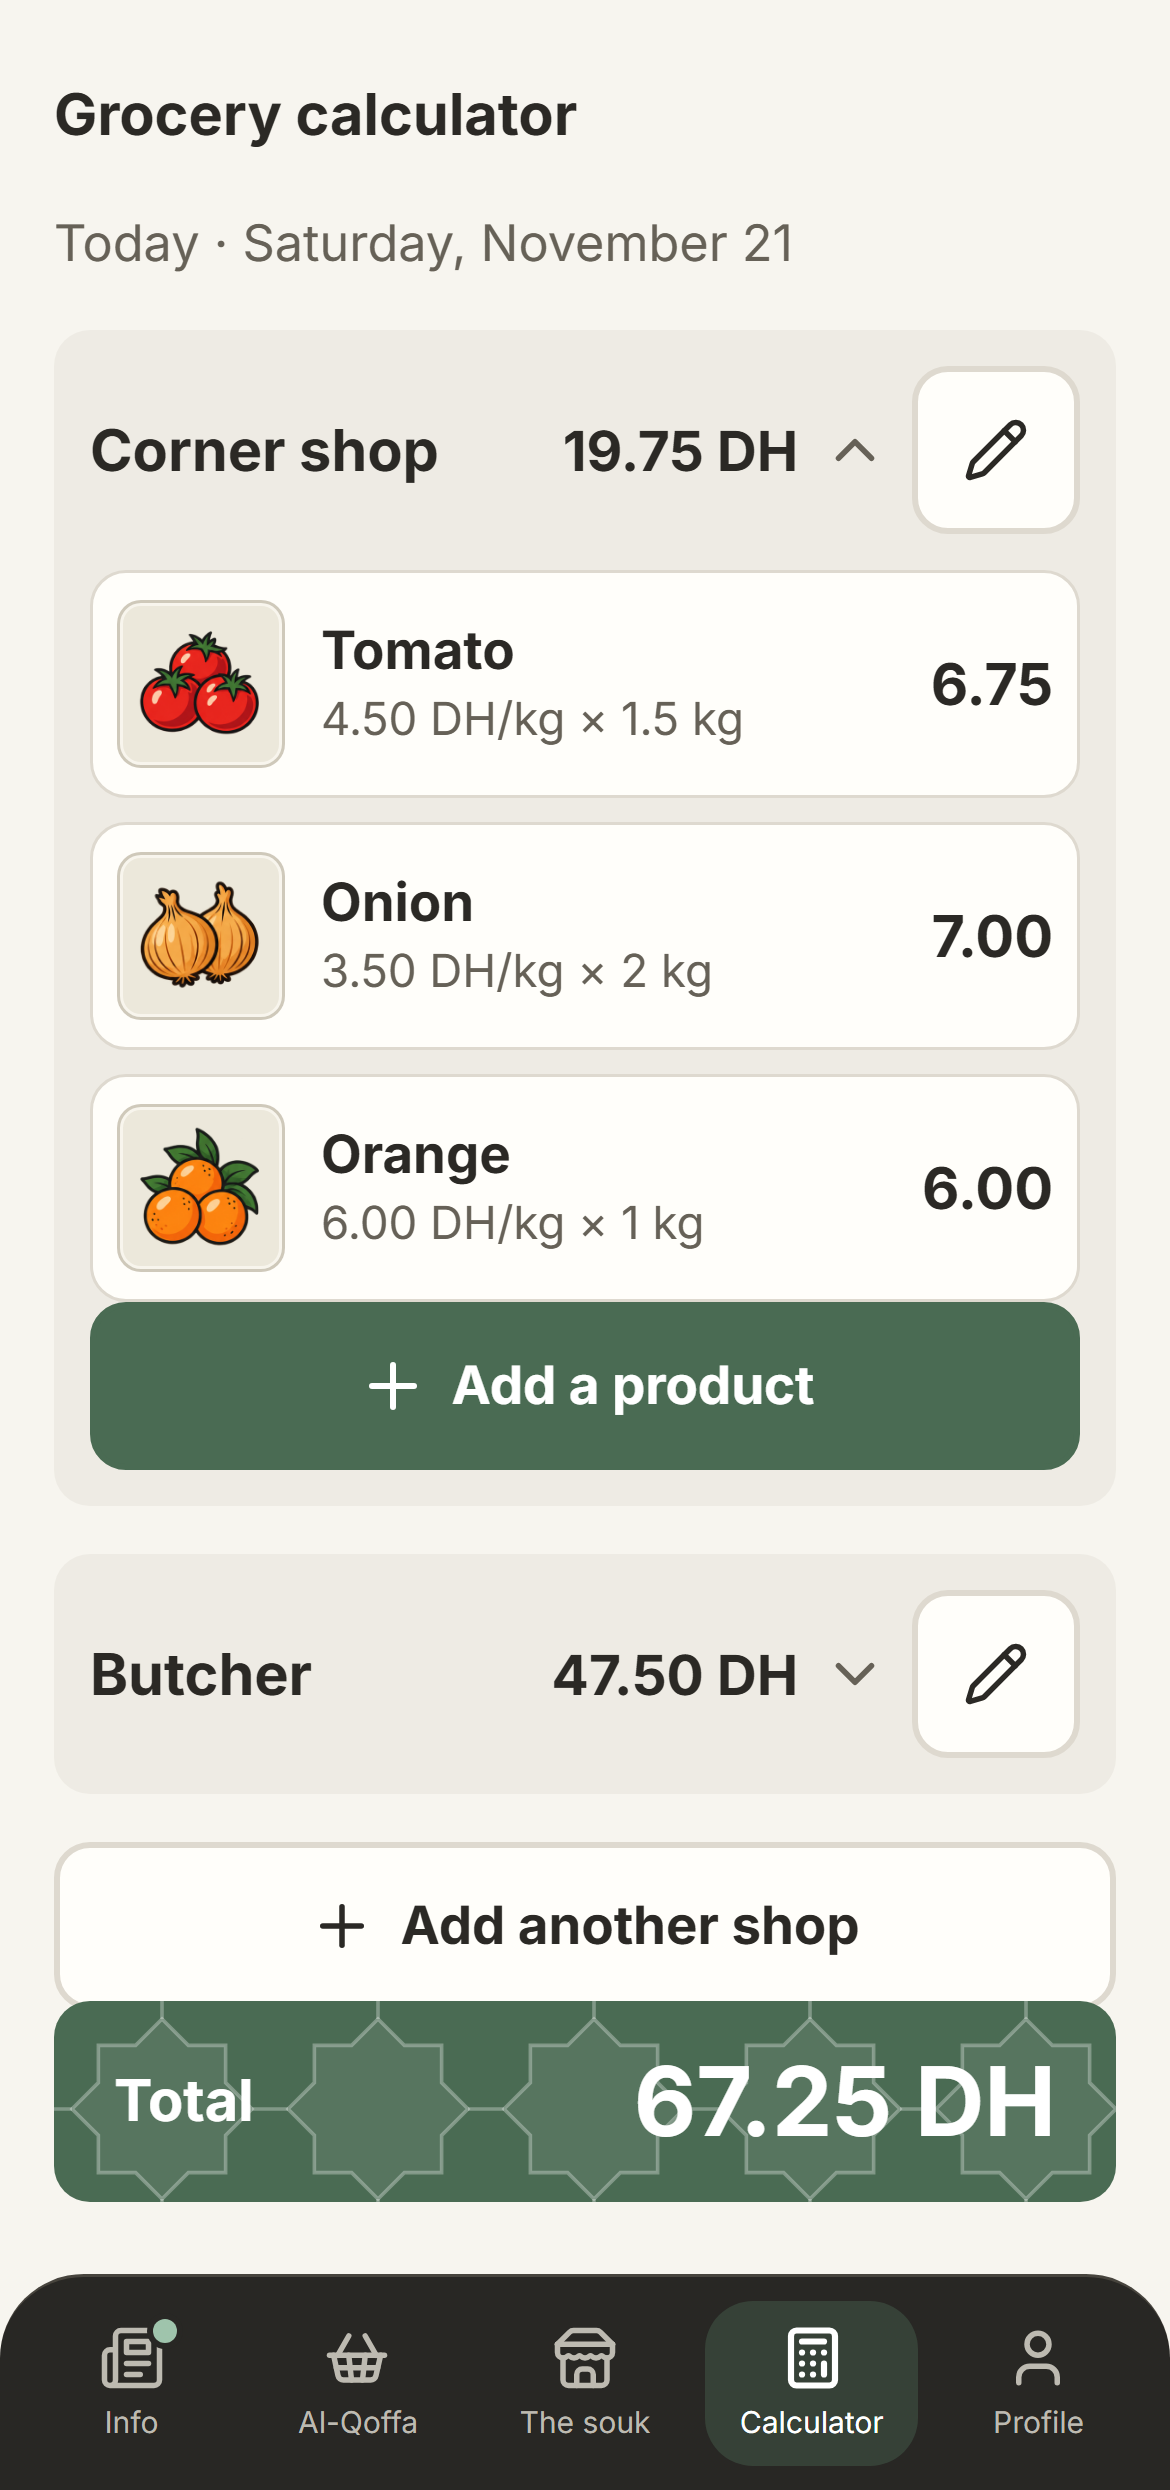 Grocery calculator
Today · Saturday, November 21
Corner shop 19.75 DH
Tomato
4.50 DH/kg × 1.5 kg
6.75
Onion
3.50 DH/kg × 2 kg
7.00
Orange
6.00 DH/kg × 1 kg
6.00
Add a product
Butcher 47.50 DH
Add another shop
Total 67.25 DH
Info Al-Qoffa The souk Calculator Profile